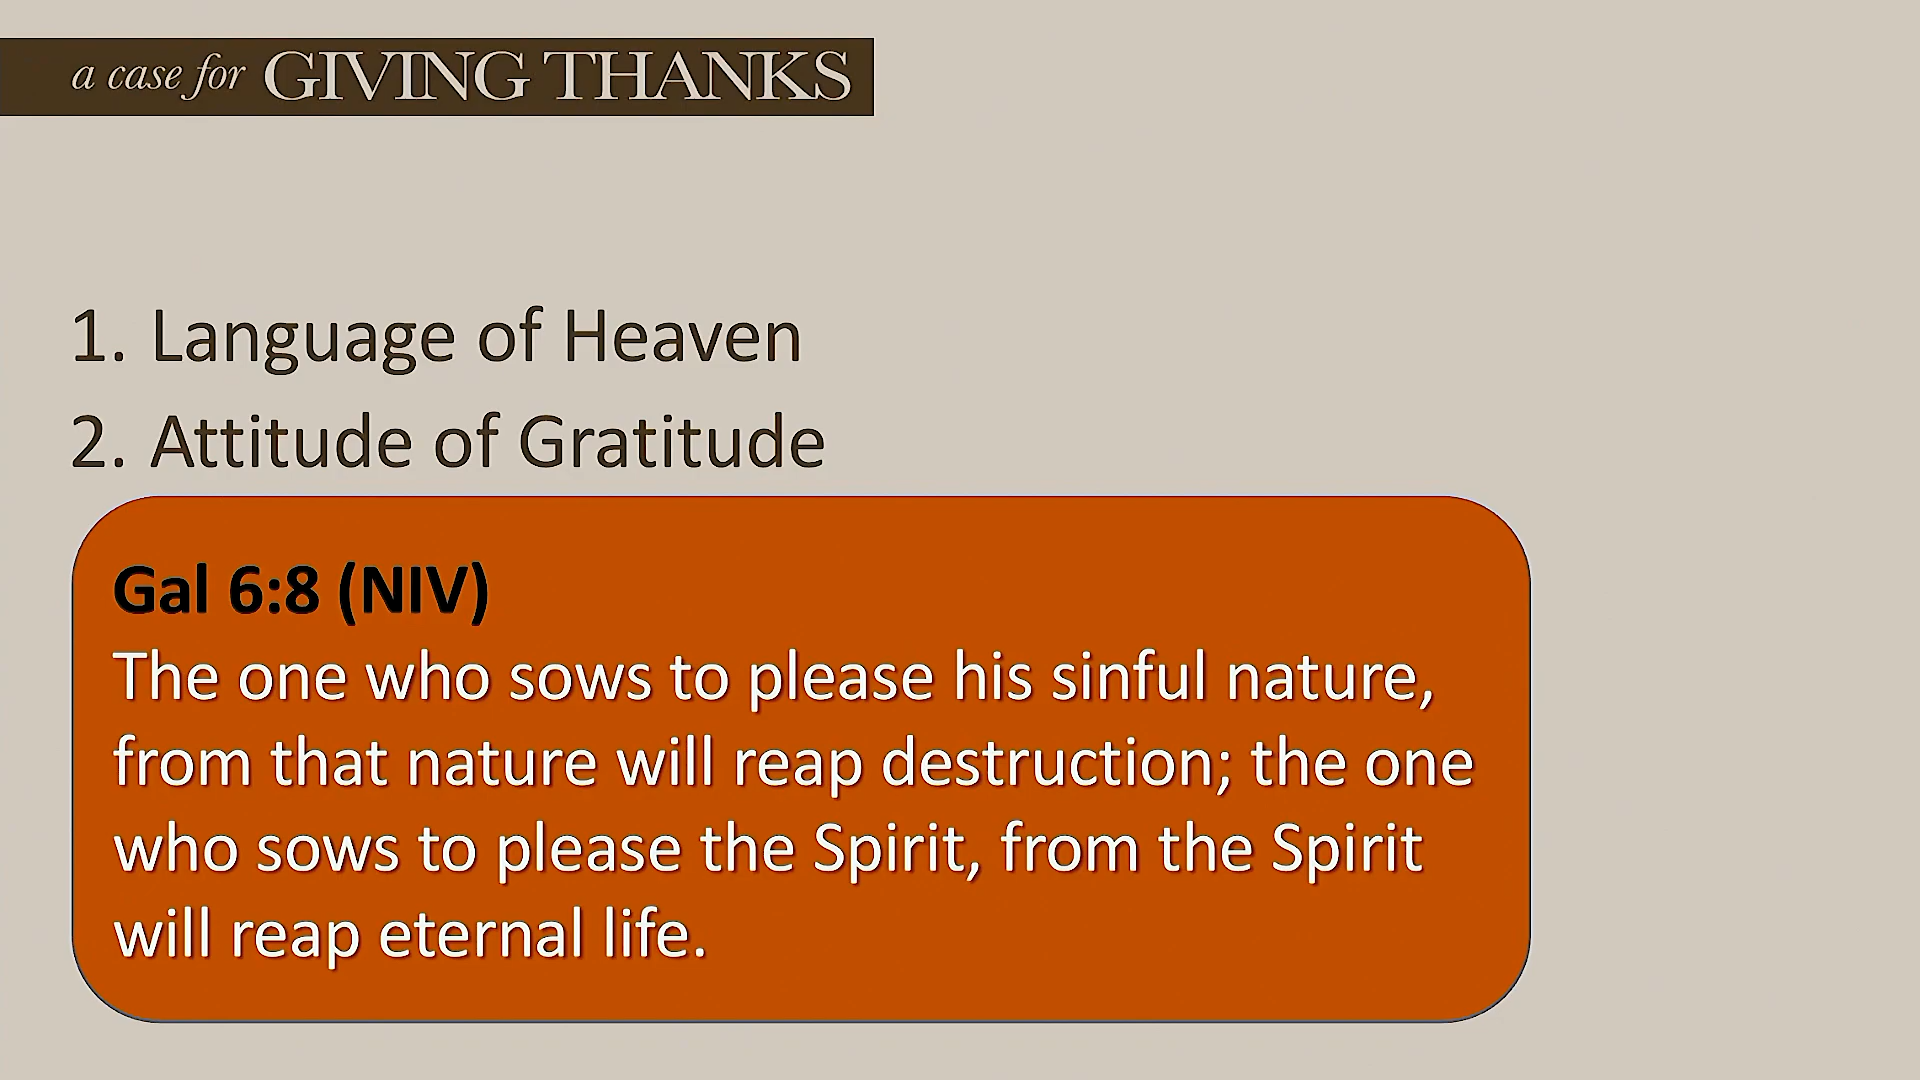 a case for GIVING THANKS
1. Language of Heaven
2. Attitude of Gratitude
Gal 6:8 (NIV)
The one who sows to please his sinful nature,
from that nature will reap destruction; the one
who sows to please the Spirit, from the Spirit
will reap eternal life.